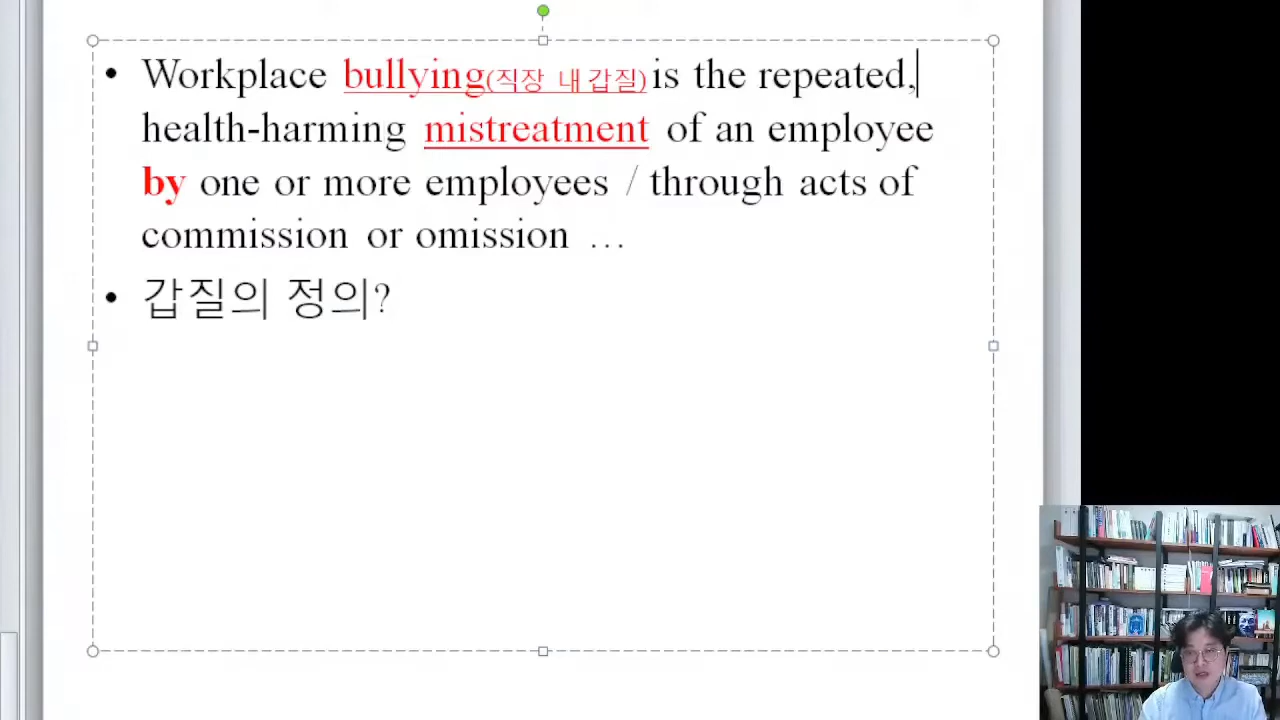 • Workplace bullying(직장 내 갑질) is the repeated,
health-harming mistreatment of an employee
by one or more employees / through acts of
commission or omission …
• 갑질의 정의?